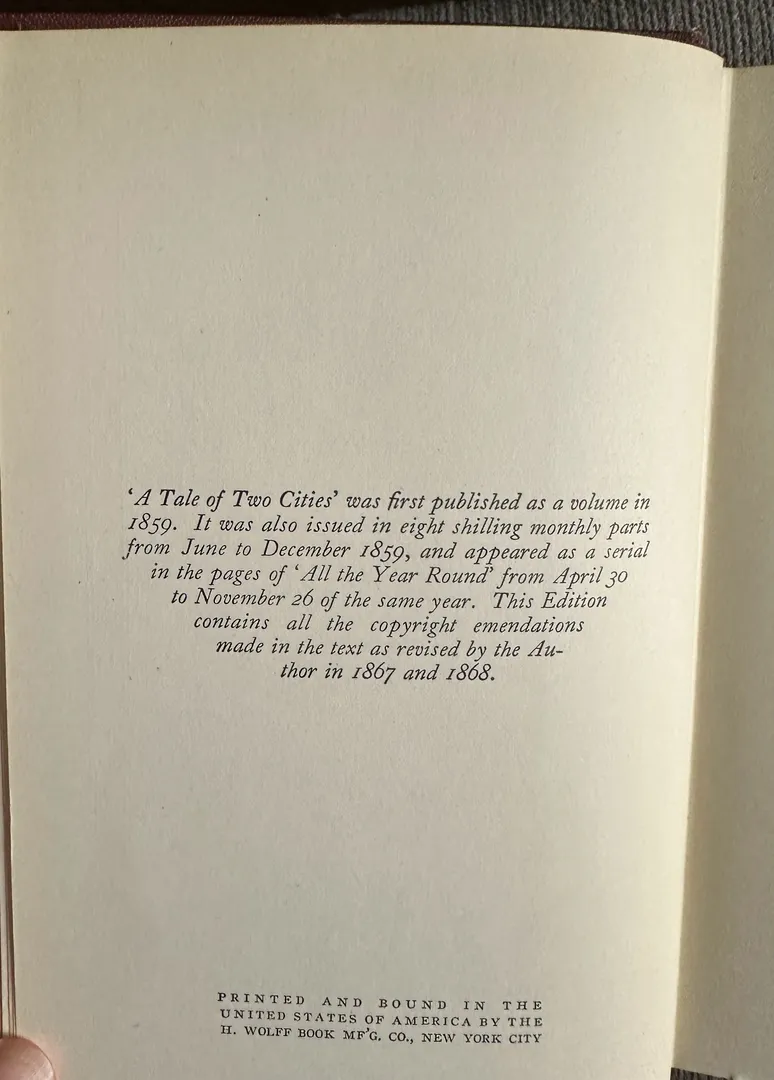 ‘A Tale of Two Cities’ was first published as a volume in
1859. It was also issued in eight shilling monthly parts
from June to December 1859, and appeared as a serial
in the pages of ‘All the Year Round’ from April 30
to November 26 of the same year. This Edition
contains all the copyright emendations
made in the text as revised by the Au-
thor in 1867 and 1868.
PRINTED AND BOUND IN THE
UNITED STATES OF AMERICA BY THE
H. WOLFF BOOK MF’G. CO., NEW YORK CITY